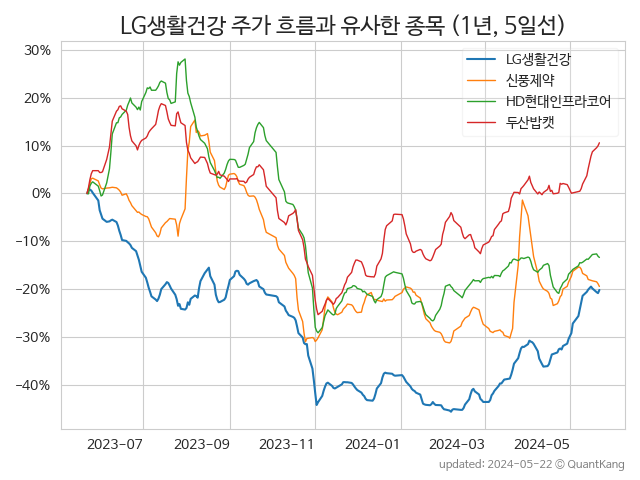 LG생활건강 주가 흐름과 유사한 종목 (1년, 5일선)
LG생활건강
신풍제약
HD현대인프라코어
두산밥캣
30%
20%
10%
0%
−10%
−20%
−30%
−40%
2023−07
2023−09
2023−11
2024−01
2024−03
2024−05
updated: 2024-05-22 © QuantKang